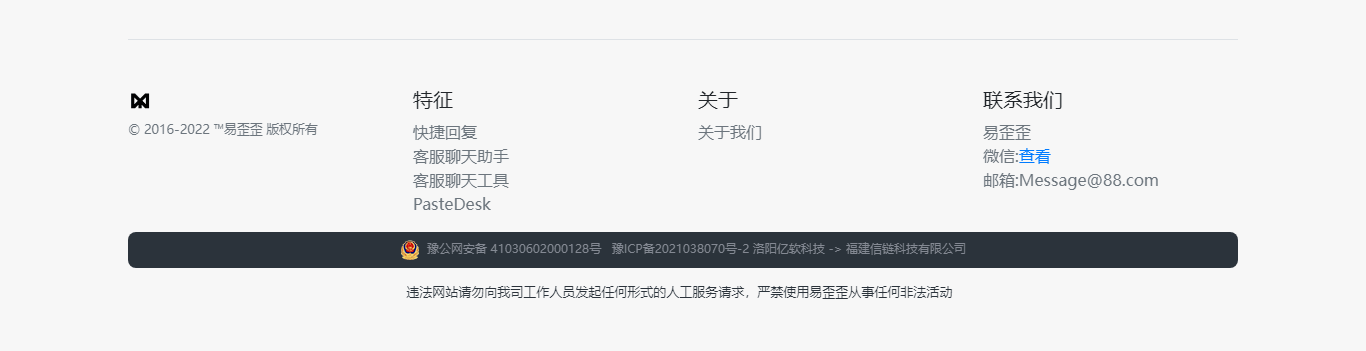 © 2016-2022 ™易歪歪 版权所有
特征
快捷回复
客服聊天助手
客服聊天工具
PasteDesk
关于
关于我们
联系我们
易歪歪
微信:查看
邮箱:Message@88.com
豫公网安备 41030602000128号 豫ICP备2021038070号-2 洛阳亿软科技 -> 福建信链科技有限公司
违法网站请勿向我司工作人员发起任何形式的人工服务请求，严禁使用易歪歪从事任何非法活动